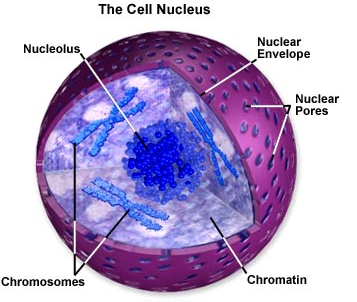 The Cell Nucleus
Nucleolus
Nuclear
Envelope
Nuclear
Pores
Chromosomes
Chromatin